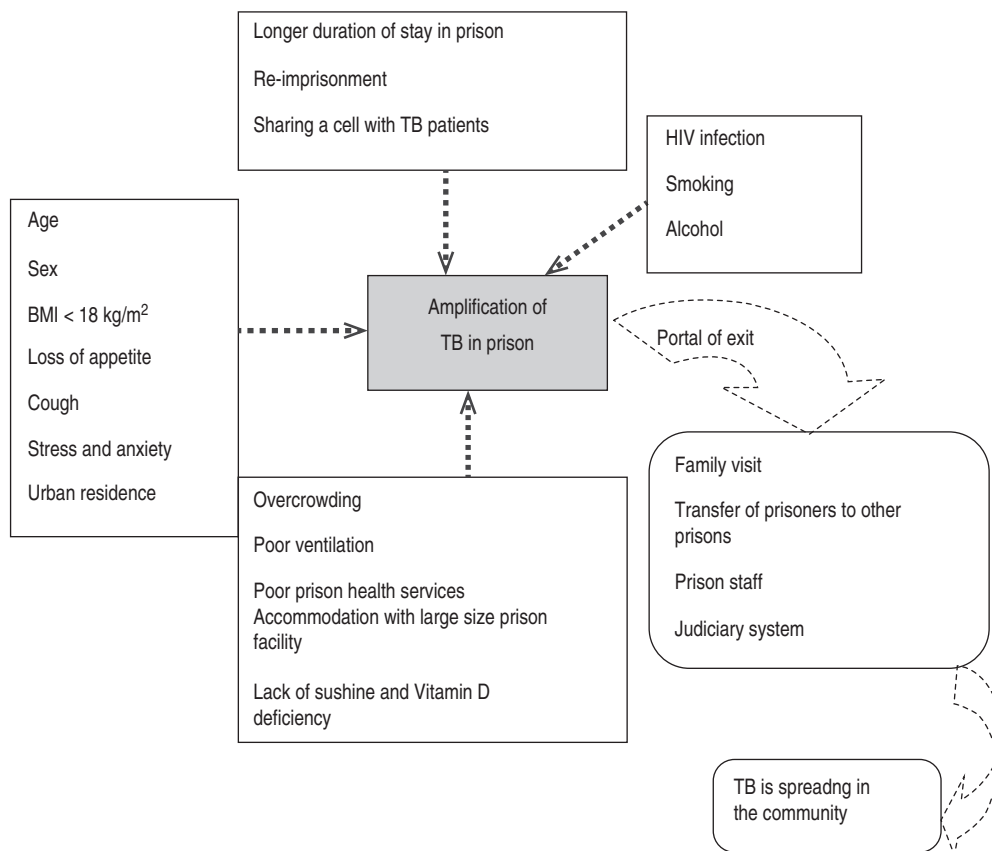 Longer duration of stay in prison
Re-imprisonment
Sharing a cell with TB patients
HIV infection
Smoking
Alcohol
Age
Sex
BMI < 18 kg/m²
Loss of appetite
Cough
Stress and anxiety
Urban residence
Amplification of
TB in prison
Portal of exit
Overcrowding
Poor ventilation
Poor prison health services
Accommodation with large size prison
facility
Lack of sushine and Vitamin D
deficiency
Family visit
Transfer of prisoners to other
prisons
Prison staff
Judiciary system
TB is spreadng in
the community